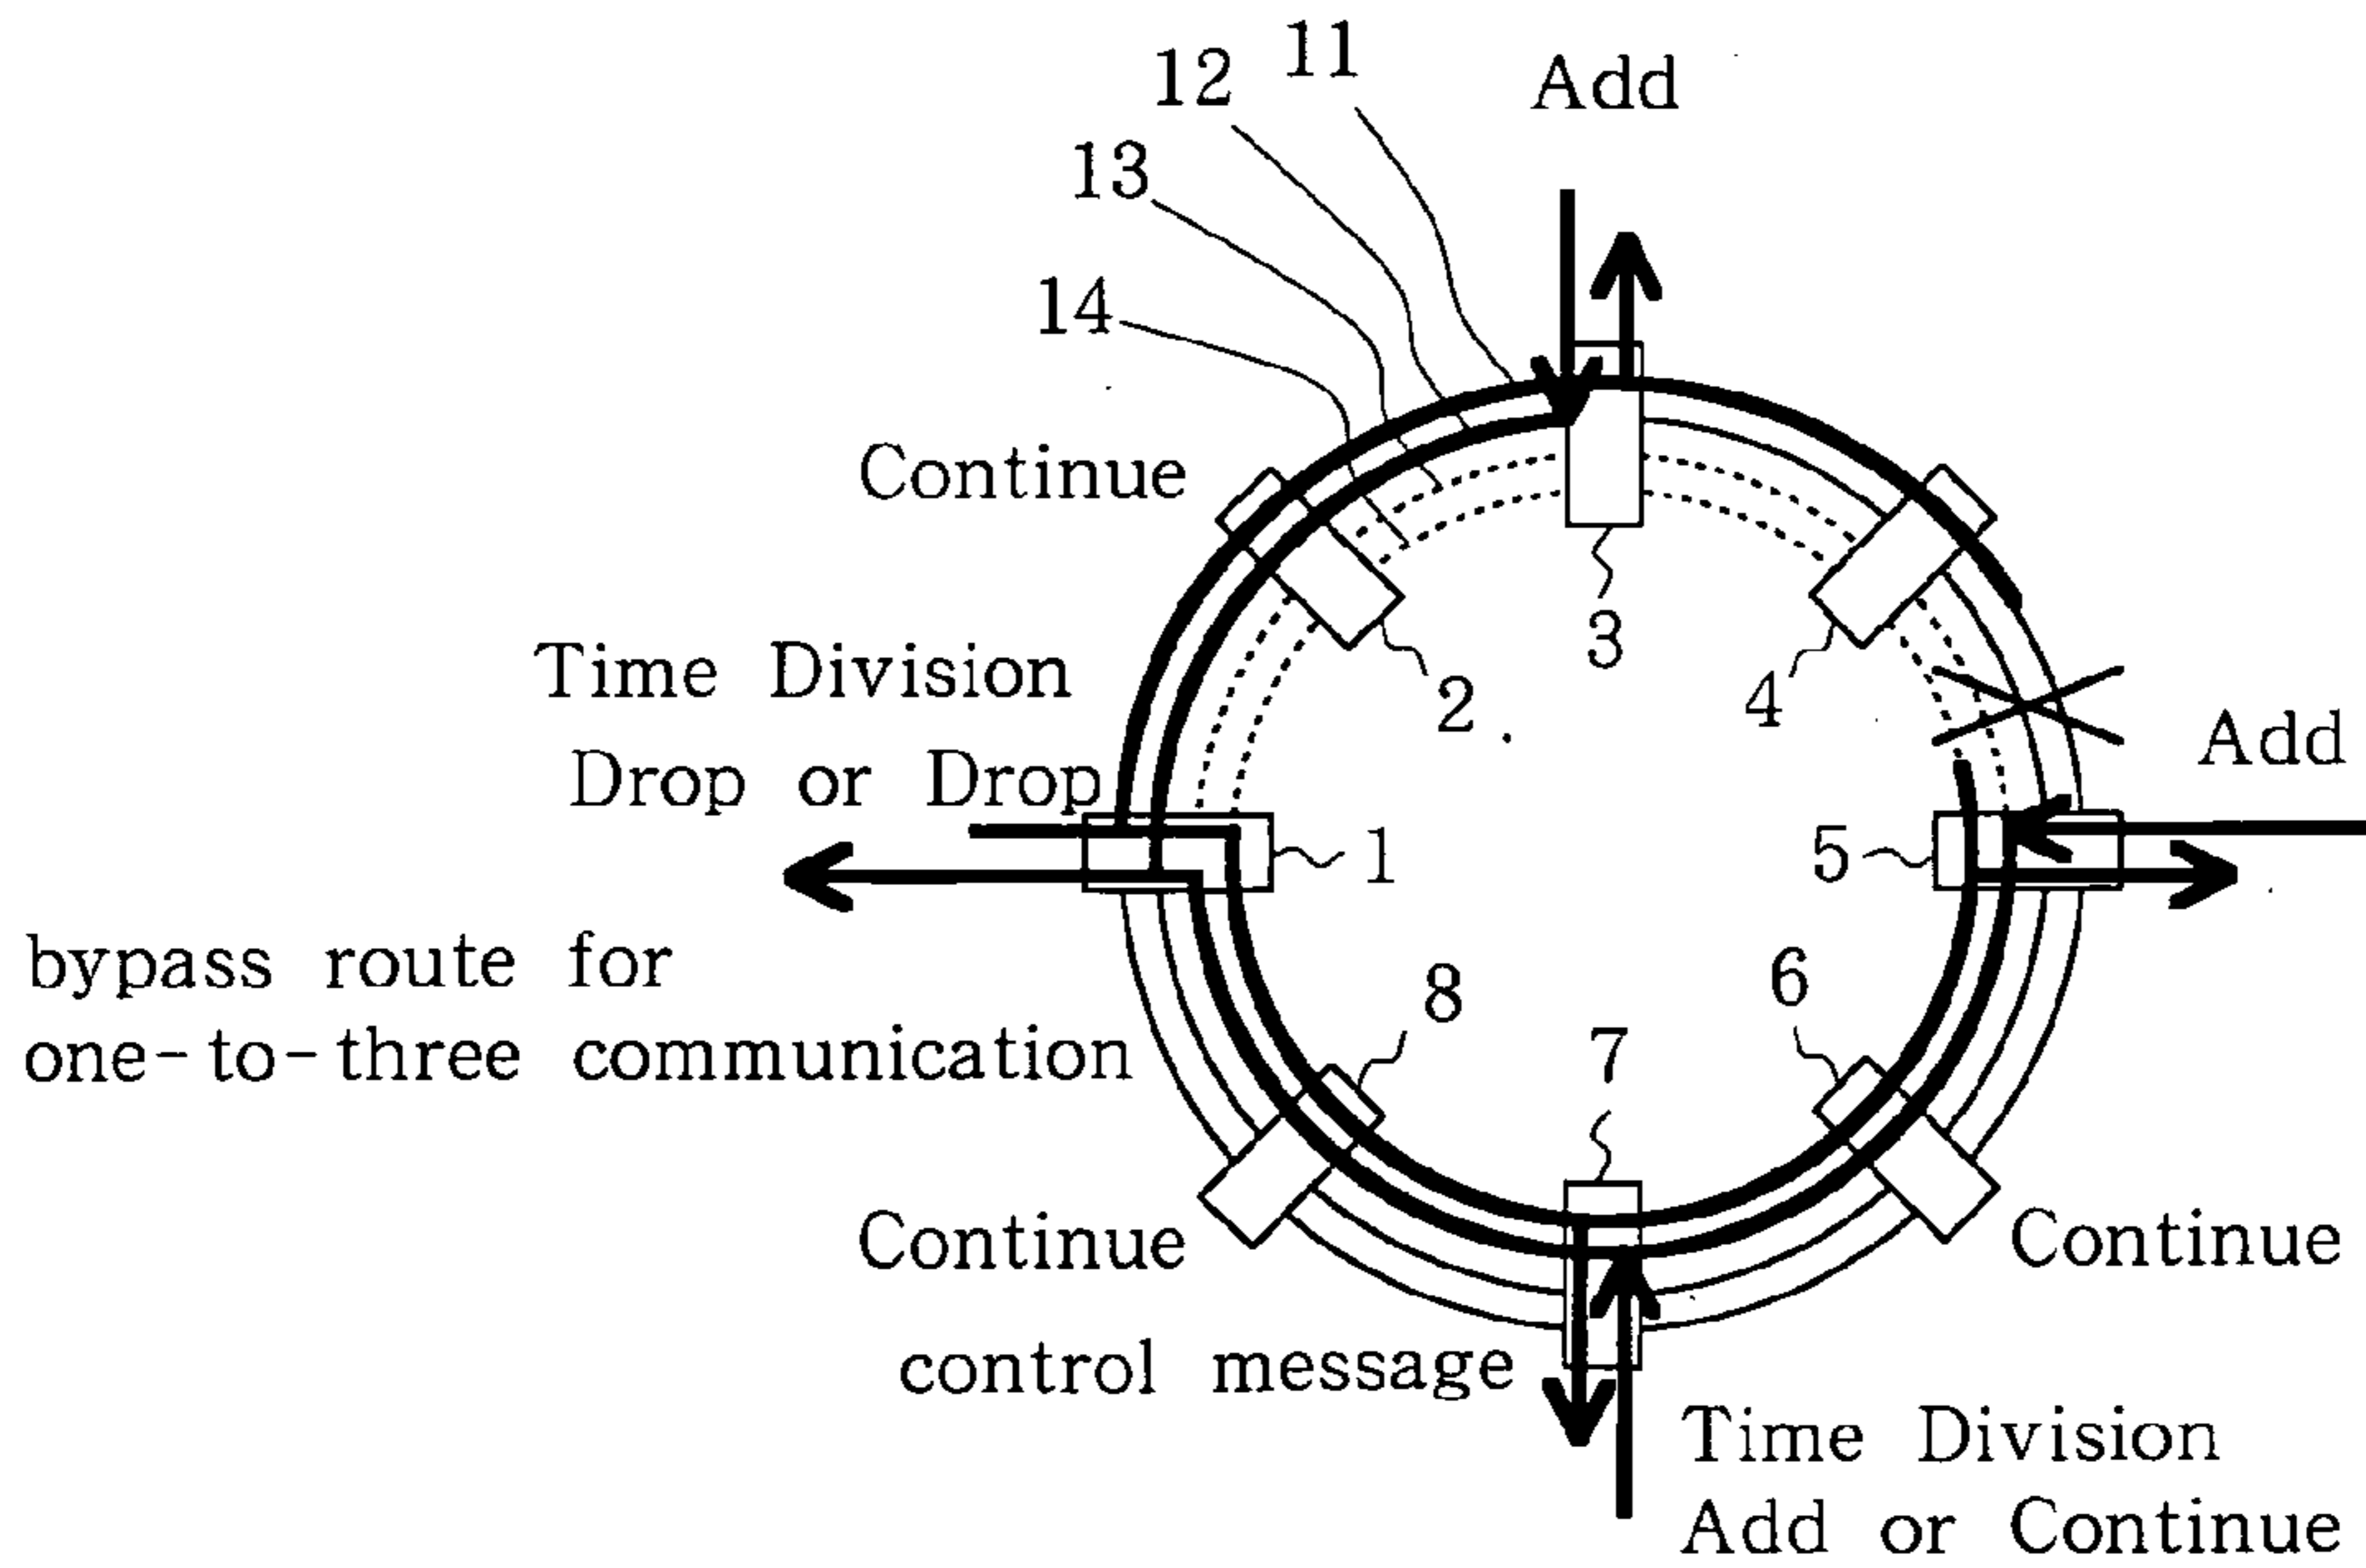 11
12
Add
13
14
Continue
3
Time Division
2
4
Add
Drop or Drop
1
5
bypass route for
8
6
one-to-three communication
7
Continue
Continue
control message
Time Division
Add or Continue